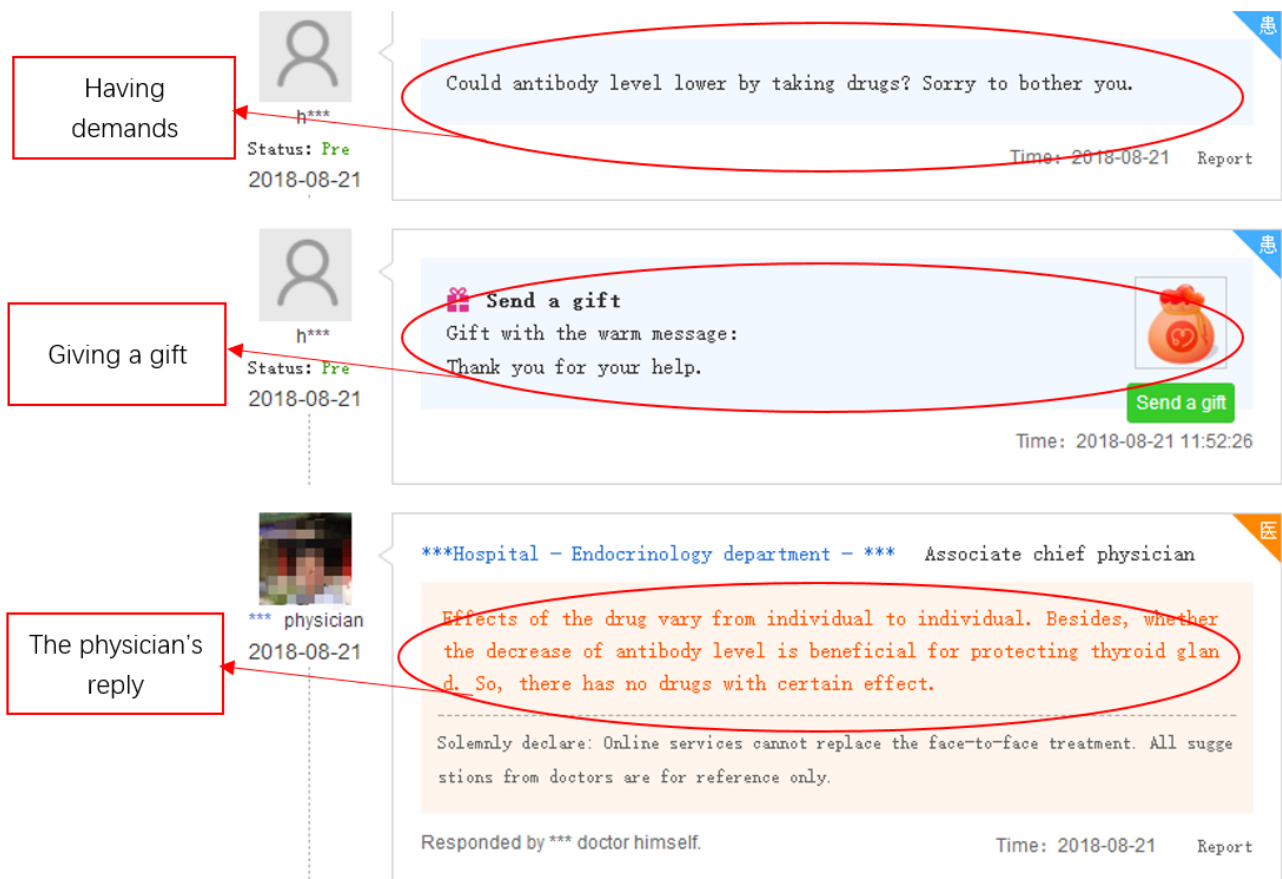 患
Could antibody level lower by taking drugs? Sorry to bother you.
Having
demands
h***
Status: Pre
2018-08-21
Time: 2018-08-21 Report
患
Send a gift
Gift with the warm message:
Thank you for your help.
Giving a gift
h***
Status: Pre
2018-08-21
Send a gift
Time: 2018-08-21 11:52:26
医
***Hospital - Endocrinology department - *** Associate chief physician
*** physician
2018-08-21
The physician's
reply
Effects of the drug vary from individual to individual. Besides, whether
the decrease of antibody level is beneficial for protecting thyroid glan
d. So, there has no drugs with certain effect.
Solemnly declare: Online services cannot replace the face-to-face treatment. All sugge
stions from doctors are for reference only.
Responded by *** doctor himself.
Time: 2018-08-21 Report